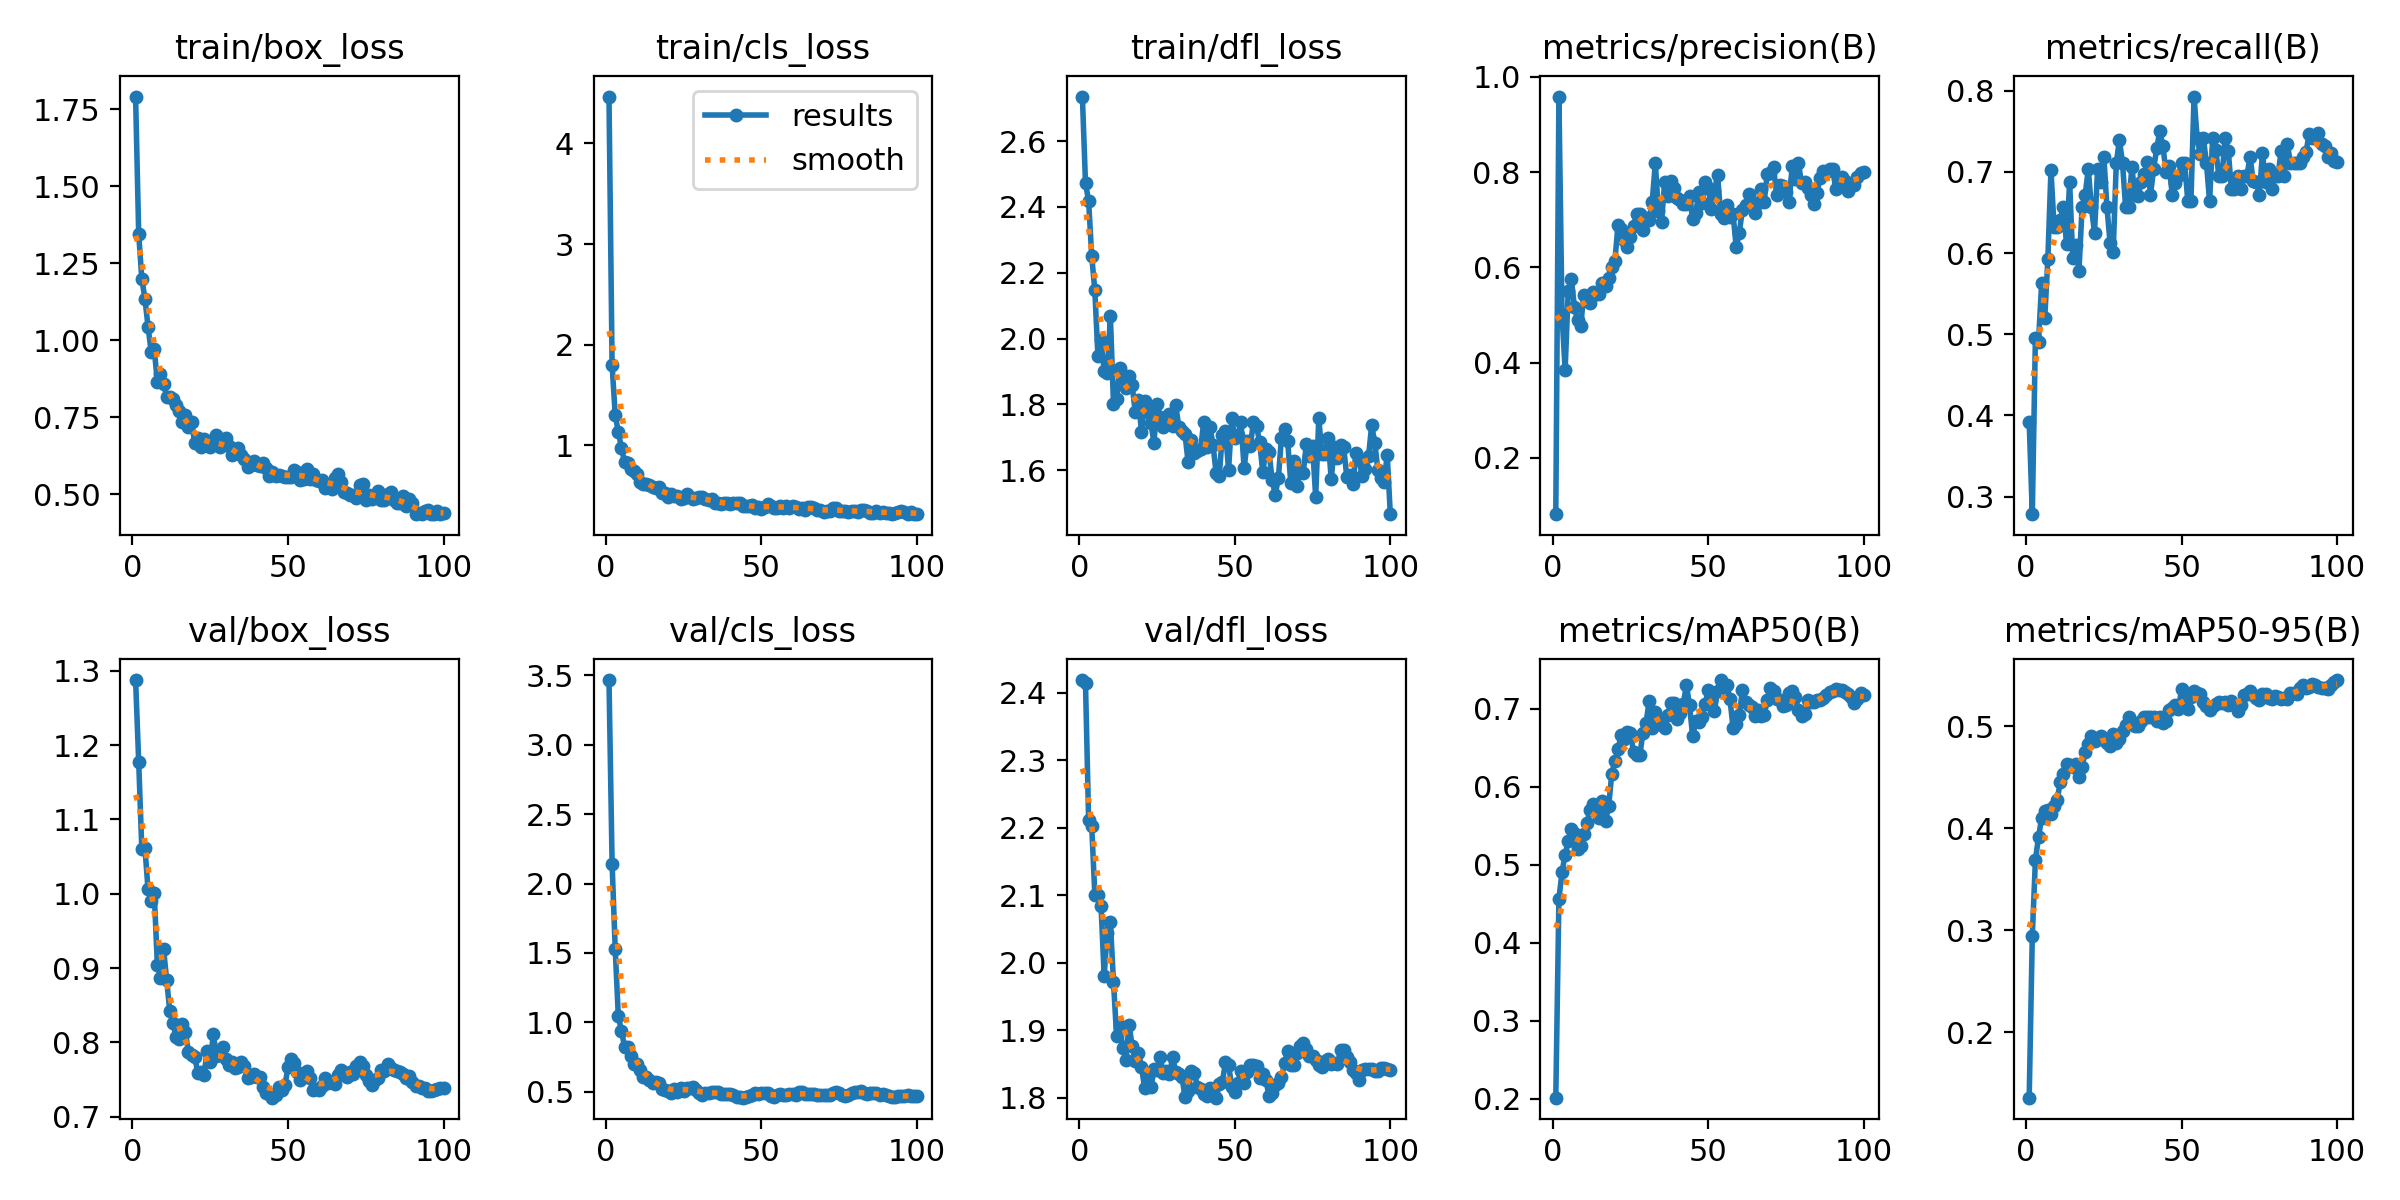 train/box_loss
1.75
1.50
1.25
1.00
0.75
0.50
0 50 100
train/cls_loss
results
smooth
4
3
2
1
0 50 100
train/dfl_loss
2.6
2.4
2.2
2.0
1.8
1.6
0 50 100
metrics/precision(B)
1.0
0.8
0.6
0.4
0.2
0 50 100
metrics/recall(B)
0.8
0.7
0.6
0.5
0.4
0.3
0 50 100
val/box_loss
1.3
1.2
1.1
1.0
0.9
0.8
0.7
0 50 100
val/cls_loss
3.5
3.0
2.5
2.0
1.5
1.0
0.5
0 50 100
val/dfl_loss
2.4
2.3
2.2
2.1
2.0
1.9
1.8
0 50 100
metrics/mAP50(B)
0.7
0.6
0.5
0.4
0.3
0.2
0 50 100
metrics/mAP50-95(B)
0.5
0.4
0.3
0.2
0 50 100